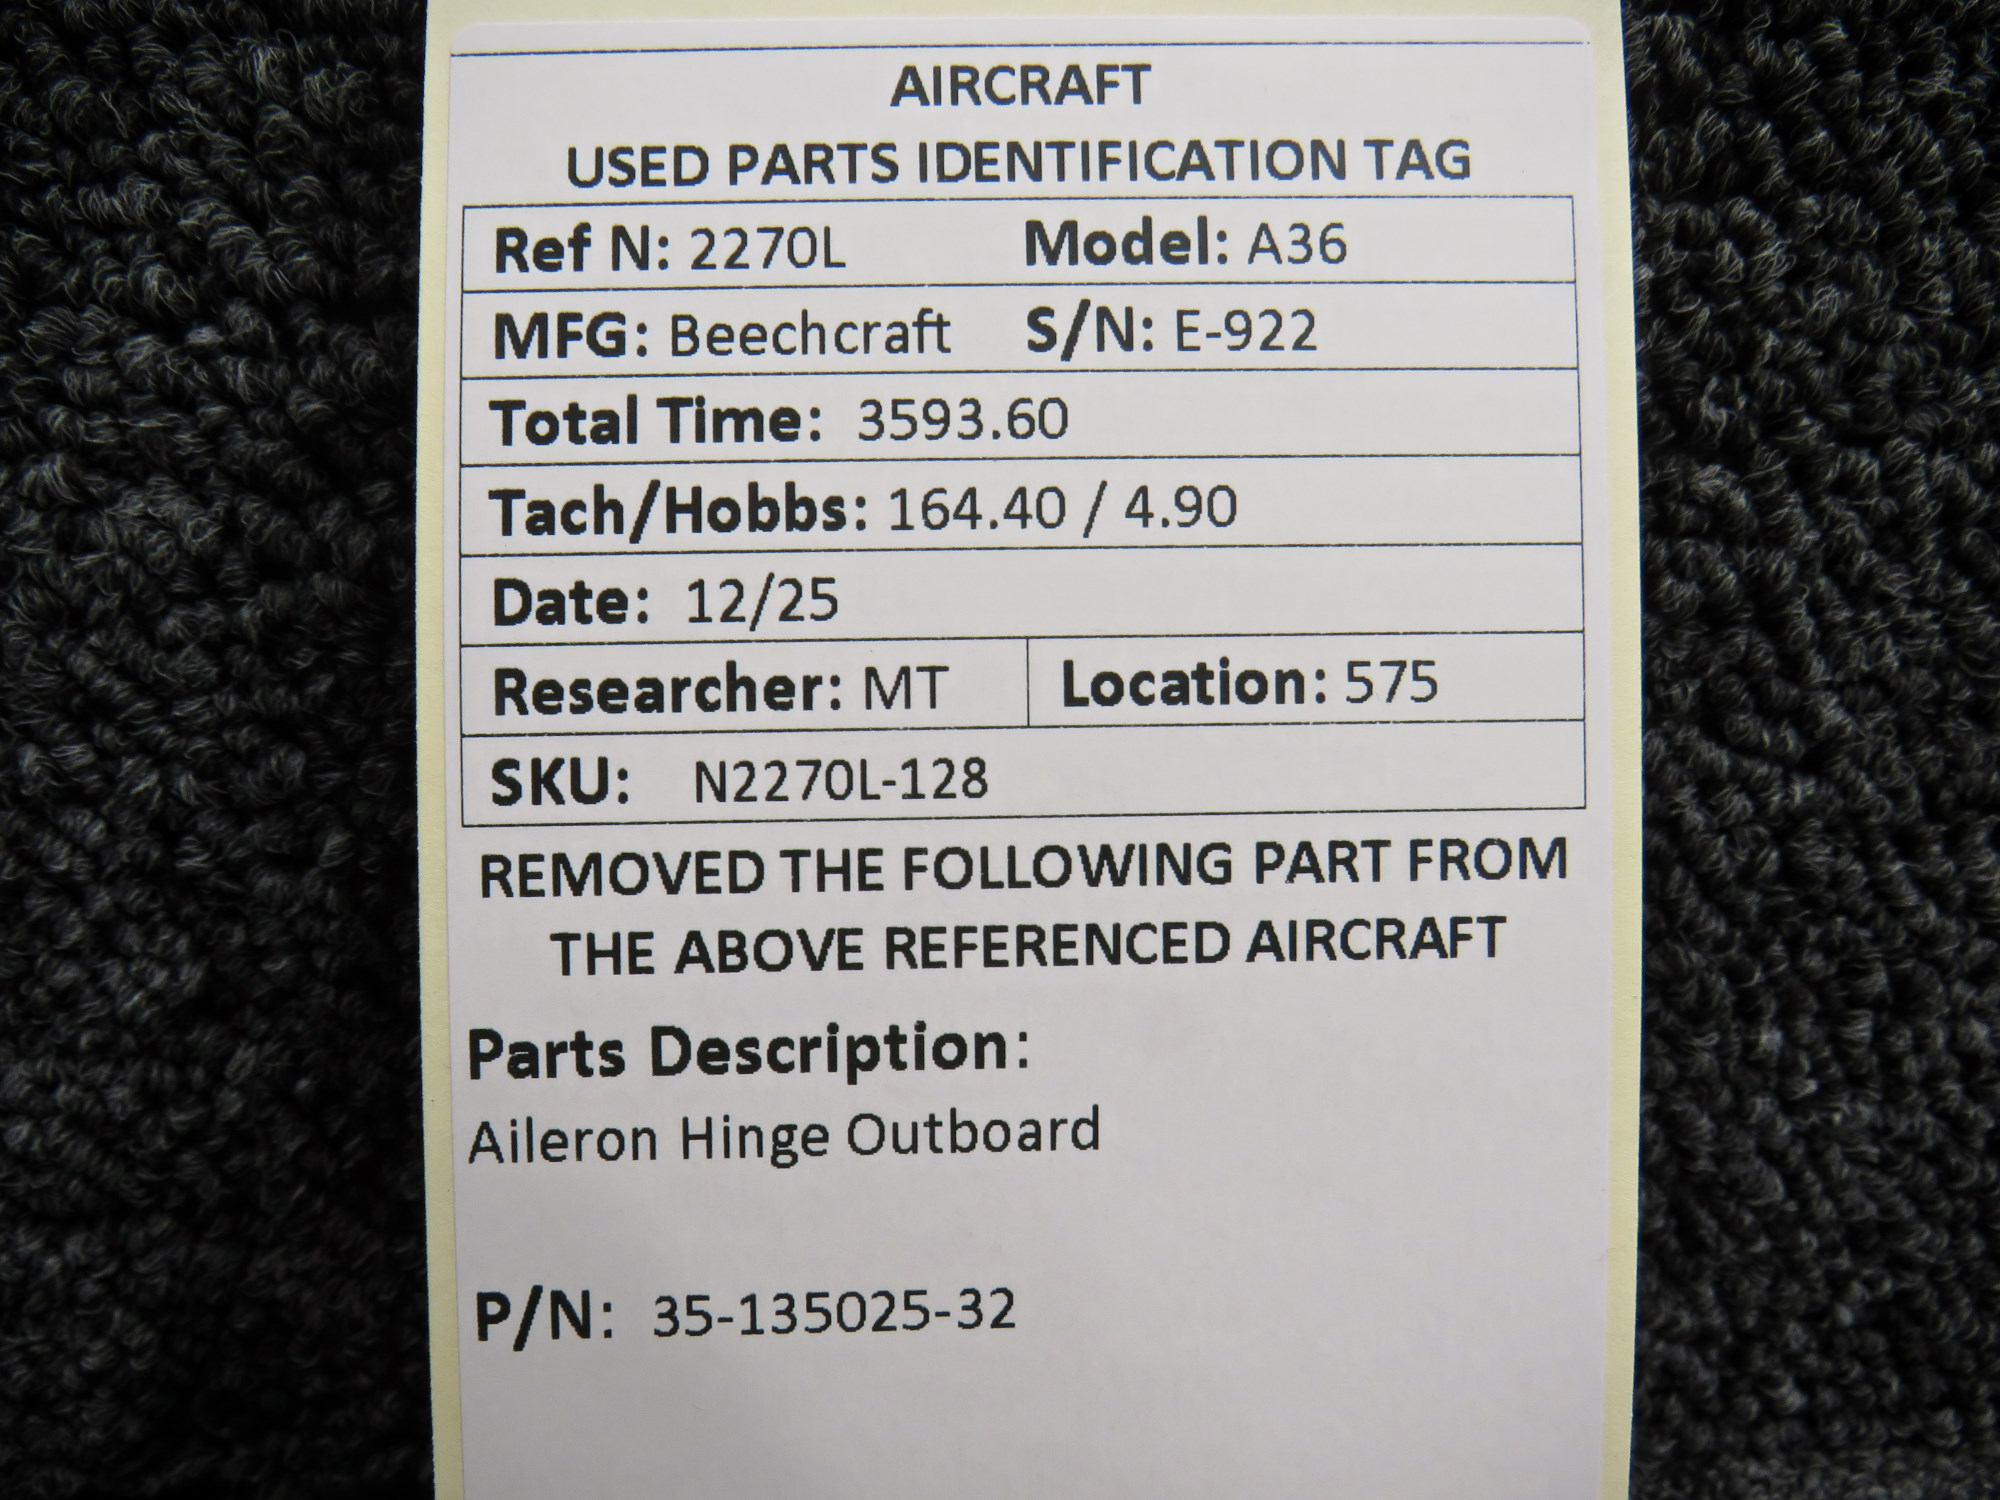 AIRCRAFT
USED PARTS IDENTIFICATION TAG
Ref N: 2270L Model: A36
MFG: Beechcraft S/N: E-922
Total Time: 3593.60
Tach/Hobbs: 164.40 / 4.90
Date: 12/25
Researcher: MT Location: 575
SKU: N2270L-128
REMOVED THE FOLLOWING PART FROM
THE ABOVE REFERENCED AIRCRAFT
Parts Description:
Aileron Hinge Outboard
P/N: 35-135025-32